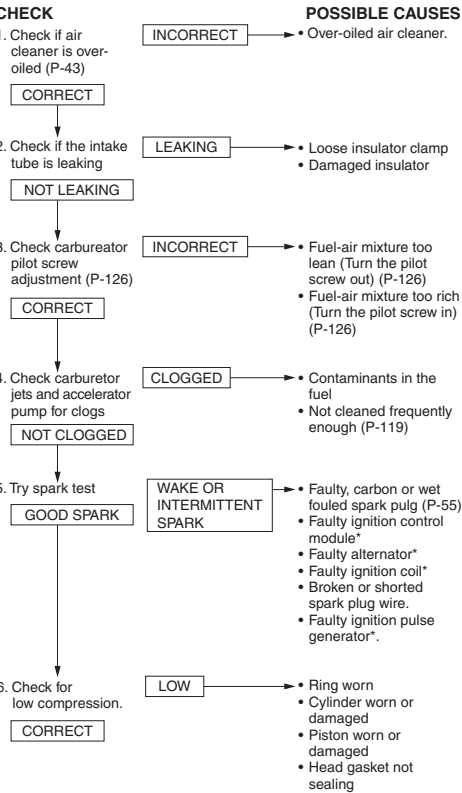 CHECK
POSSIBLE CAUSES
1. Check if air
cleaner is over-
oiled (P-43)
INCORRECT
• Over-oiled air cleaner.
CORRECT
2. Check if the intake
tube is leaking
LEAKING
• Loose insulator clamp
• Damaged insulator
NOT LEAKING
3. Check carbureator
pilot screw
adjustment (P-126)
INCORRECT
• Fuel-air mixture too
lean (Turn the pilot
screw out) (P-126)
• Fuel-air mixture too rich
(Turn the pilot screw in)
(P-126)
CORRECT
4. Check carburetor
jets and accelerator
pump for clogs
CLOGGED
• Contaminants in the
fuel
• Not cleaned frequently
enough (P-119)
NOT CLOGGED
5. Try spark test
WAKE OR
INTERMITTENT
SPARK
• Faulty, carbon or wet
fouled spark pulg (P-55)
• Faulty ignition control
module*
• Faulty alternator*
• Faulty ignition coil*
• Broken or shorted
spark plug wire.
• Faulty ignition pulse
generator*.
GOOD SPARK
6. Check for
low compression.
LOW
• Ring worn
• Cylinder worn or
damaged
• Piston worn or
damaged
• Head gasket not
sealing
CORRECT